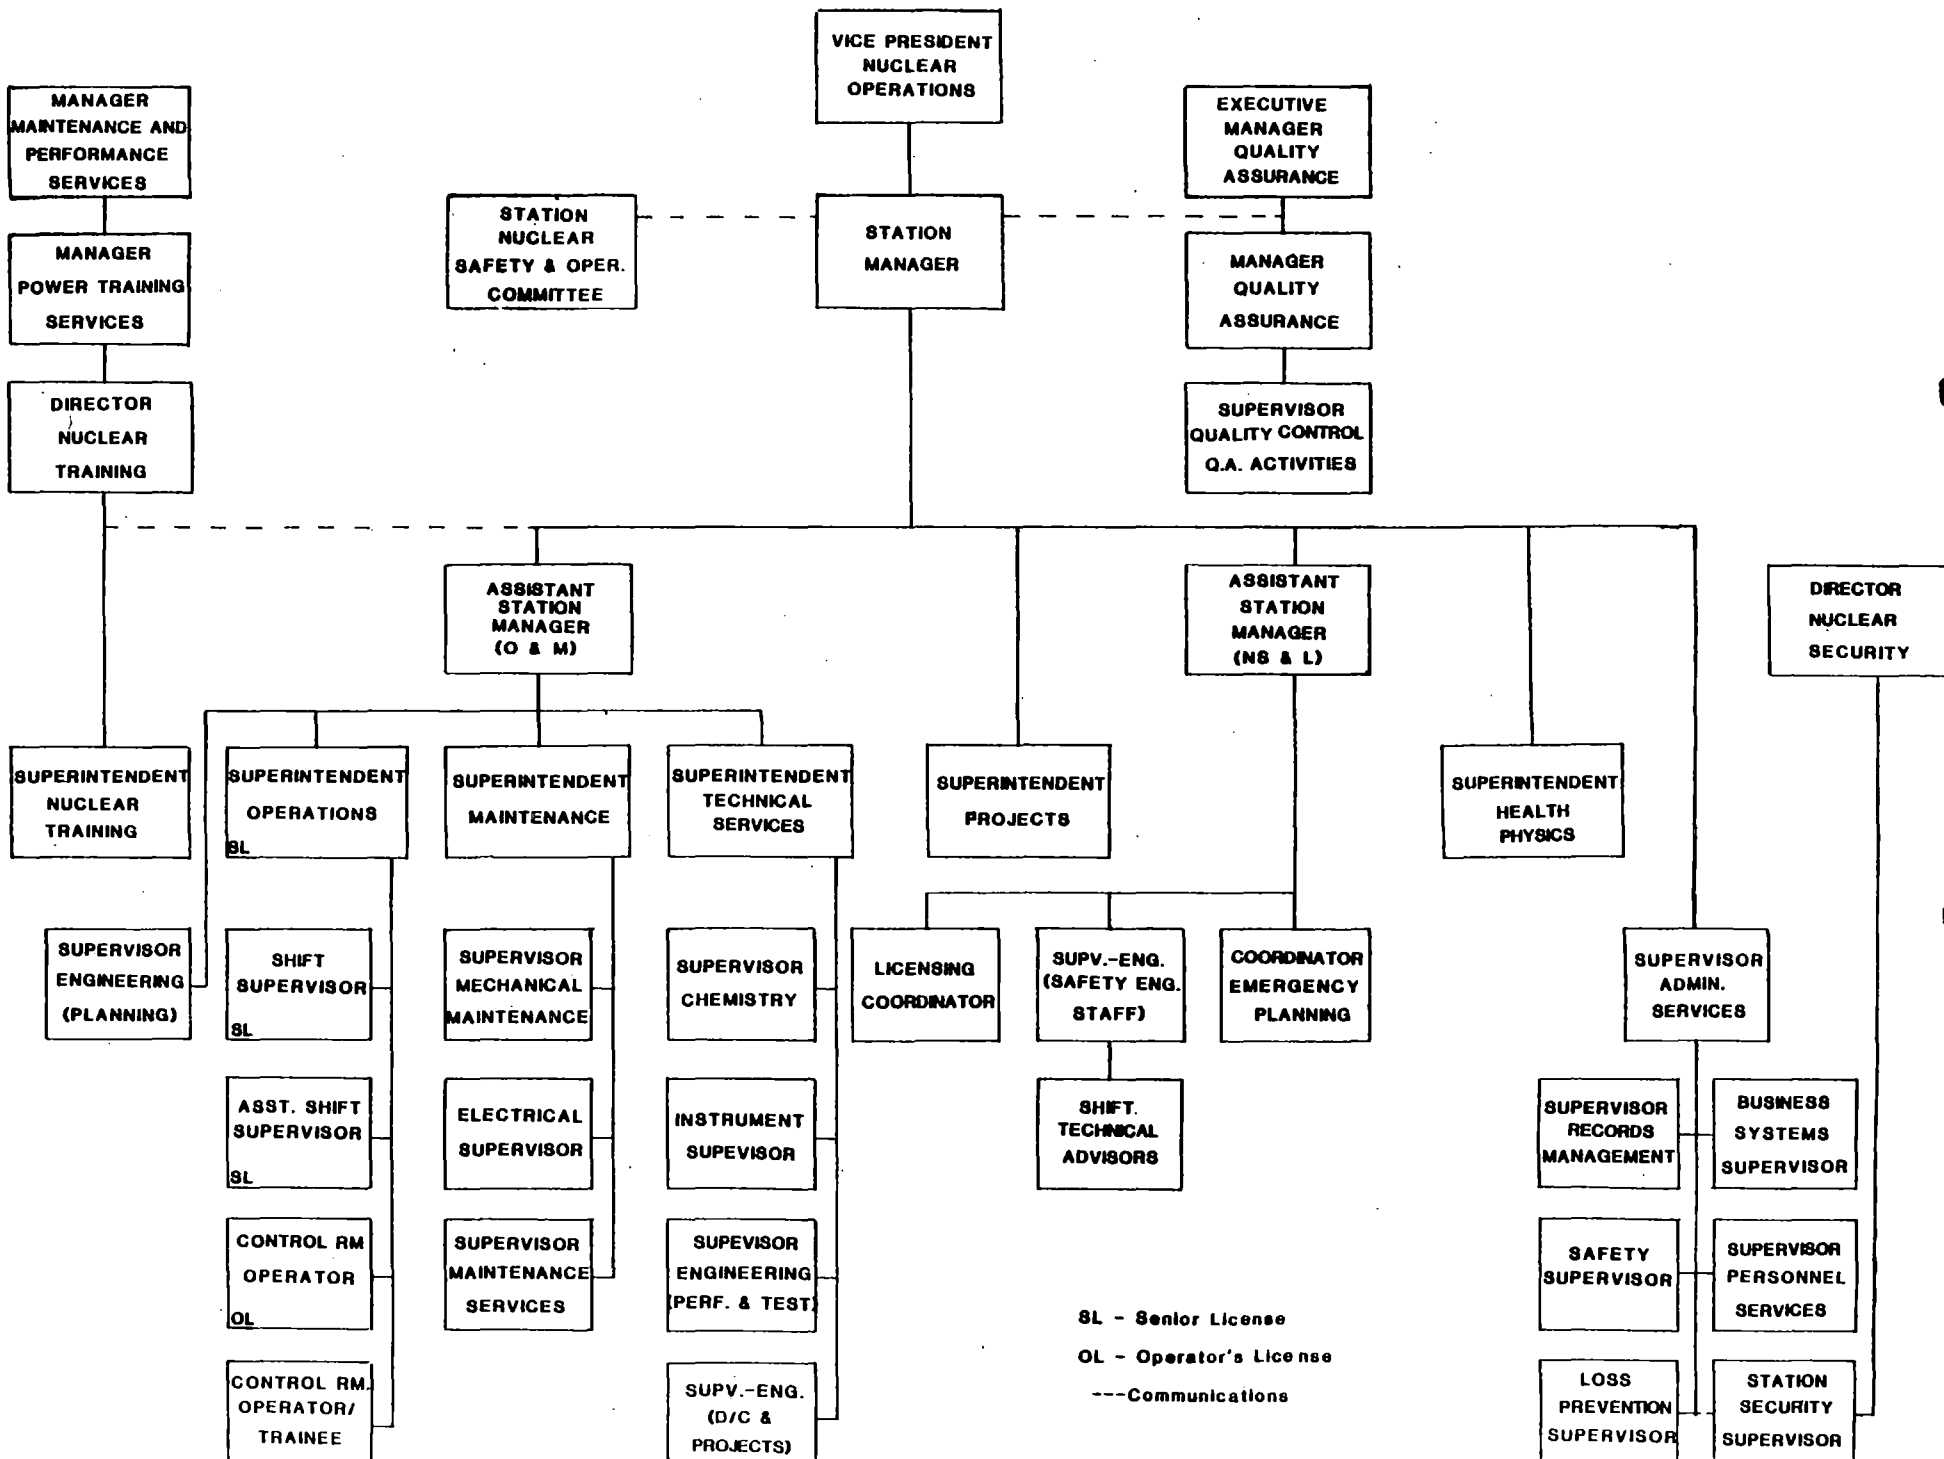 VICE PRESIDENT
NUCLEAR
OPERATIONS
MANAGER
MAINTENANCE AND
PERFORMANCE
SERVICES
EXECUTIVE
MANAGER
QUALITY
ASSURANCE
STATION
NUCLEAR
SAFETY & OPER.
COMMITTEE
STATION
MANAGER
MANAGER
POWER TRAINING
SERVICES
MANAGER
QUALITY
ASSURANCE
DIRECTOR
NUCLEAR
TRAINING
SUPERVISOR
QUALITY CONTROL
Q.A. ACTIVITIES
ASSISTANT
STATION
MANAGER
(O & M)
ASSISTANT
STATION
MANAGER
(NS & L)
DIRECTOR
NUCLEAR
SECURITY
SUPERINTENDENT
NUCLEAR
TRAINING
SUPERINTENDENT
OPERATIONS
SL
SUPERINTENDENT
MAINTENANCE
SUPERINTENDENT
TECHNICAL
SERVICES
SUPERINTENDENT
PROJECTS
SUPERINTENDENT
HEALTH
PHYSICS
SUPERVISOR
ENGINEERING
(PLANNING)
SHIFT
SUPERVISOR
SL
SUPERVISOR
MECHANICAL
MAINTENANCE
SUPERVISOR
CHEMISTRY
LICENSING
COORDINATOR
SUPV.-ENG.
(SAFETY ENG.
STAFF)
COORDINATOR
EMERGENCY
PLANNING
SUPERVISOR
ADMIN.
SERVICES
ASST. SHIFT
SUPERVISOR
SL
ELECTRICAL
SUPERVISOR
INSTRUMENT
SUPEVISOR
SHIFT.
TECHNICAL
ADVISORS
SUPERVISOR
RECORDS
MANAGEMENT
BUSINESS
SYSTEMS
SUPERVISOR
CONTROL RM
OPERATOR
OL
SUPERVISOR
MAINTENANCE
SERVICES
SUPEVISOR
ENGINEERING
(PERF. & TEST)
SAFETY
SUPERVISOR
SUPERVISOR
PERSONNEL
SERVICES
CONTROL RM.
OPERATOR/
TRAINEE
SUPV.-ENG.
(D/C &
PROJECTS)
LOSS
PREVENTION
SUPERVISOR
STATION
SECURITY
SUPERVISOR
SL - Senior License
OL - Operator's License
---Communications